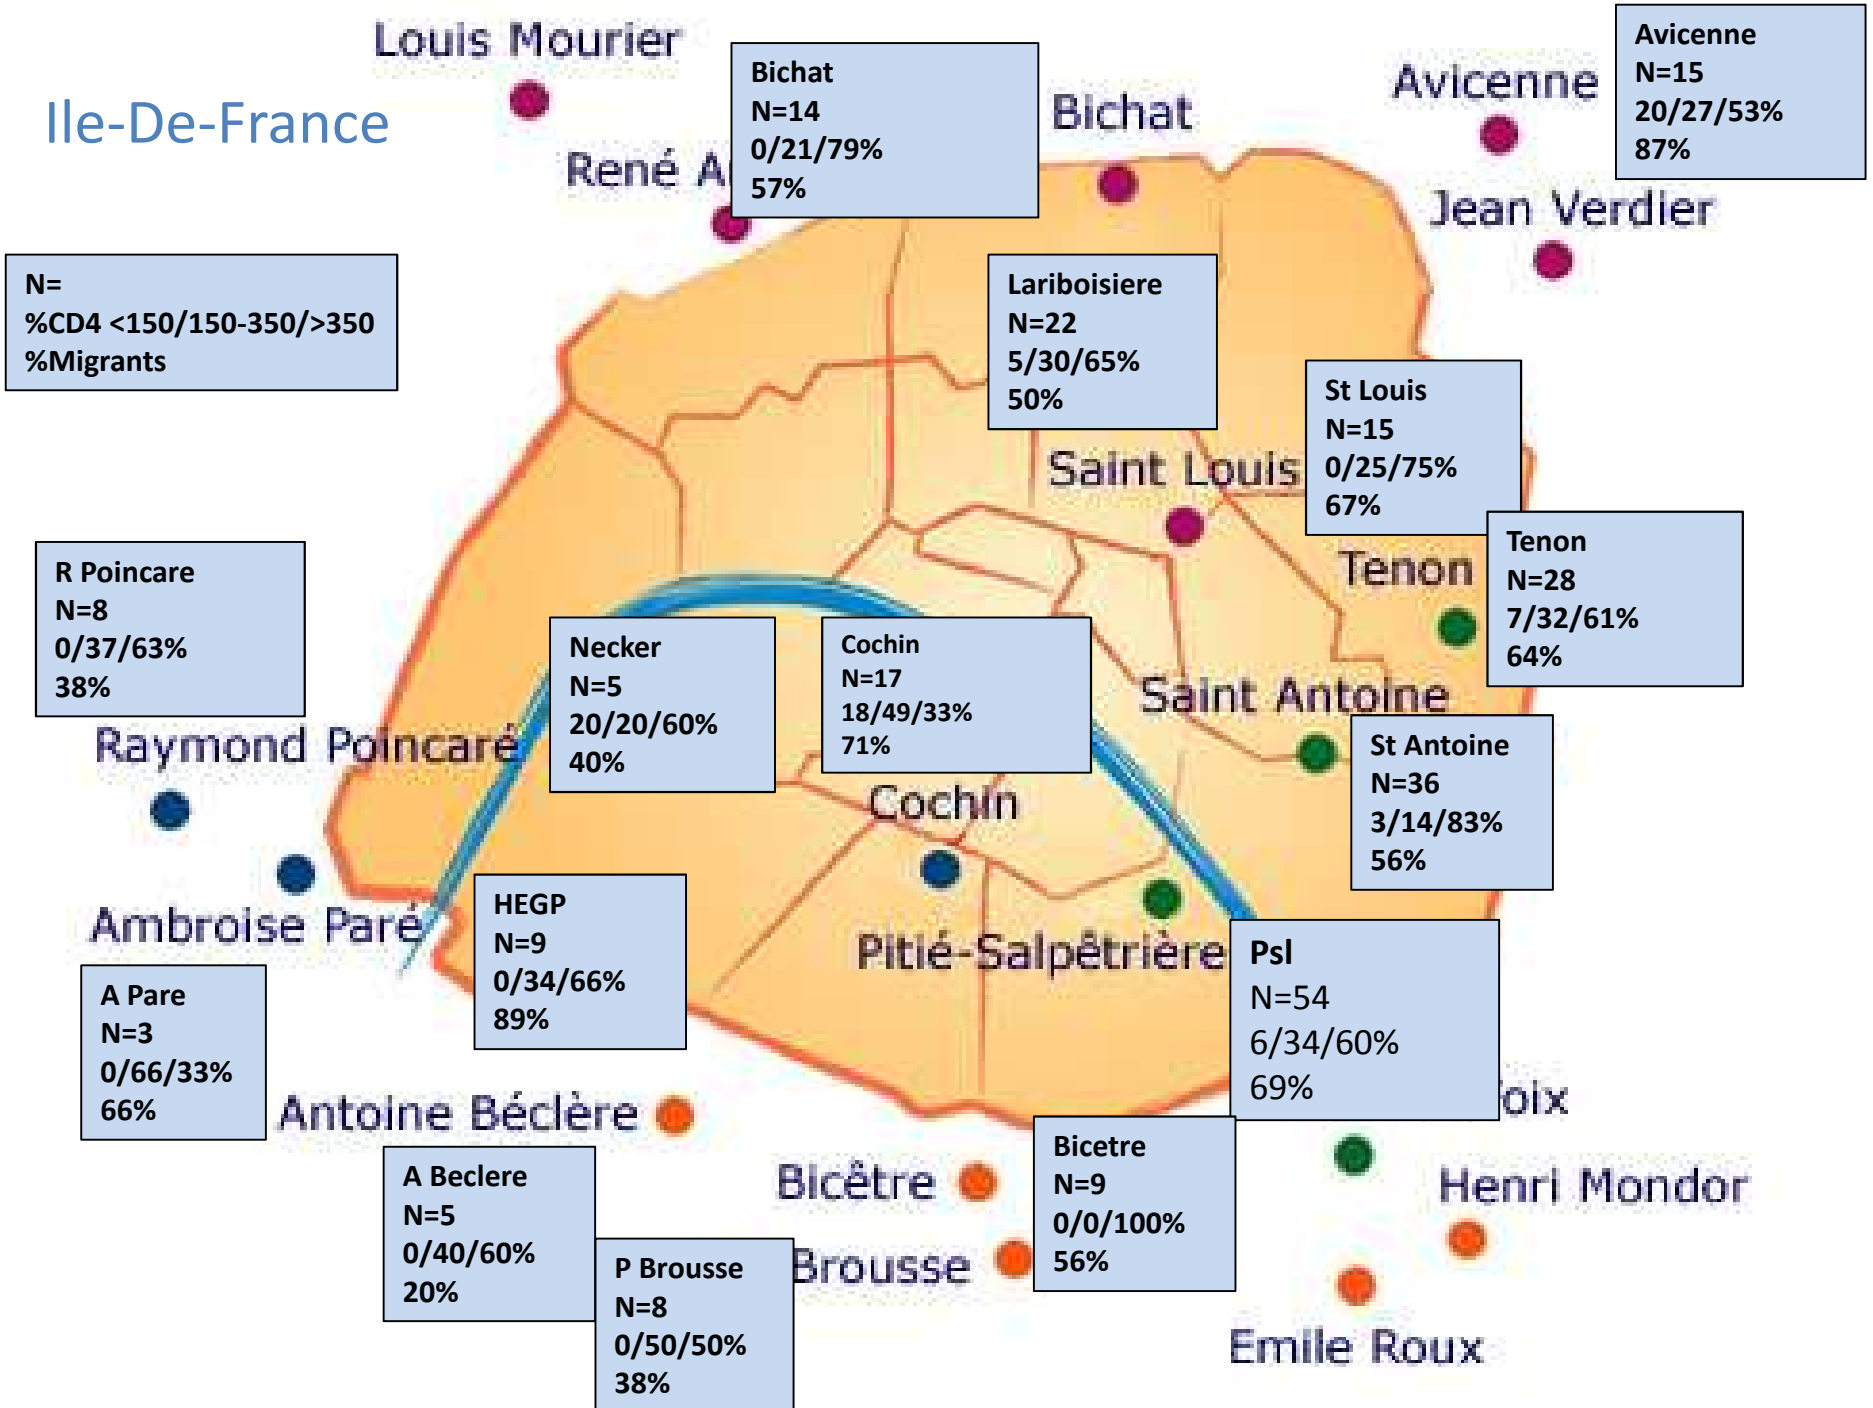 Louis Mourier
Ile-De-France
Bichat
N=14
0/21/79%
57%
René
Bichat
Avicenne
Avicenne
N=15
20/27/53%
87%
Jean Verdier
N=
%CD4 <150/150-350/>350
%Migrants
Lariboisiere
N=22
5/30/65%
50%
St Louis
N=15
0/25/75%
67%
Saint Louis
Tenon
Tenon
N=28
7/32/61%
64%
R Poincare
N=8
0/37/63%
38%
Raymond Poincaré
Necker
N=5
20/20/60%
40%
Cochin
N=17
18/49/33%
71%
Cochin
Saint Antoine
St Antoine
N=36
3/14/83%
56%
Ambroise Paré
A Pare
N=3
0/66/33%
66%
HEGP
N=9
0/34/66%
89%
Pitié-Salpêtrière
Psl
N=54
6/34/60%
69%
oix
Antoine Béclère
A Beclere
N=5
0/40/60%
20%
P Brousse
N=8
0/50/50%
38%
Bicêtre
Brousse
Bicetre
N=9
0/0/100%
56%
Henri Mondor
Emile Roux